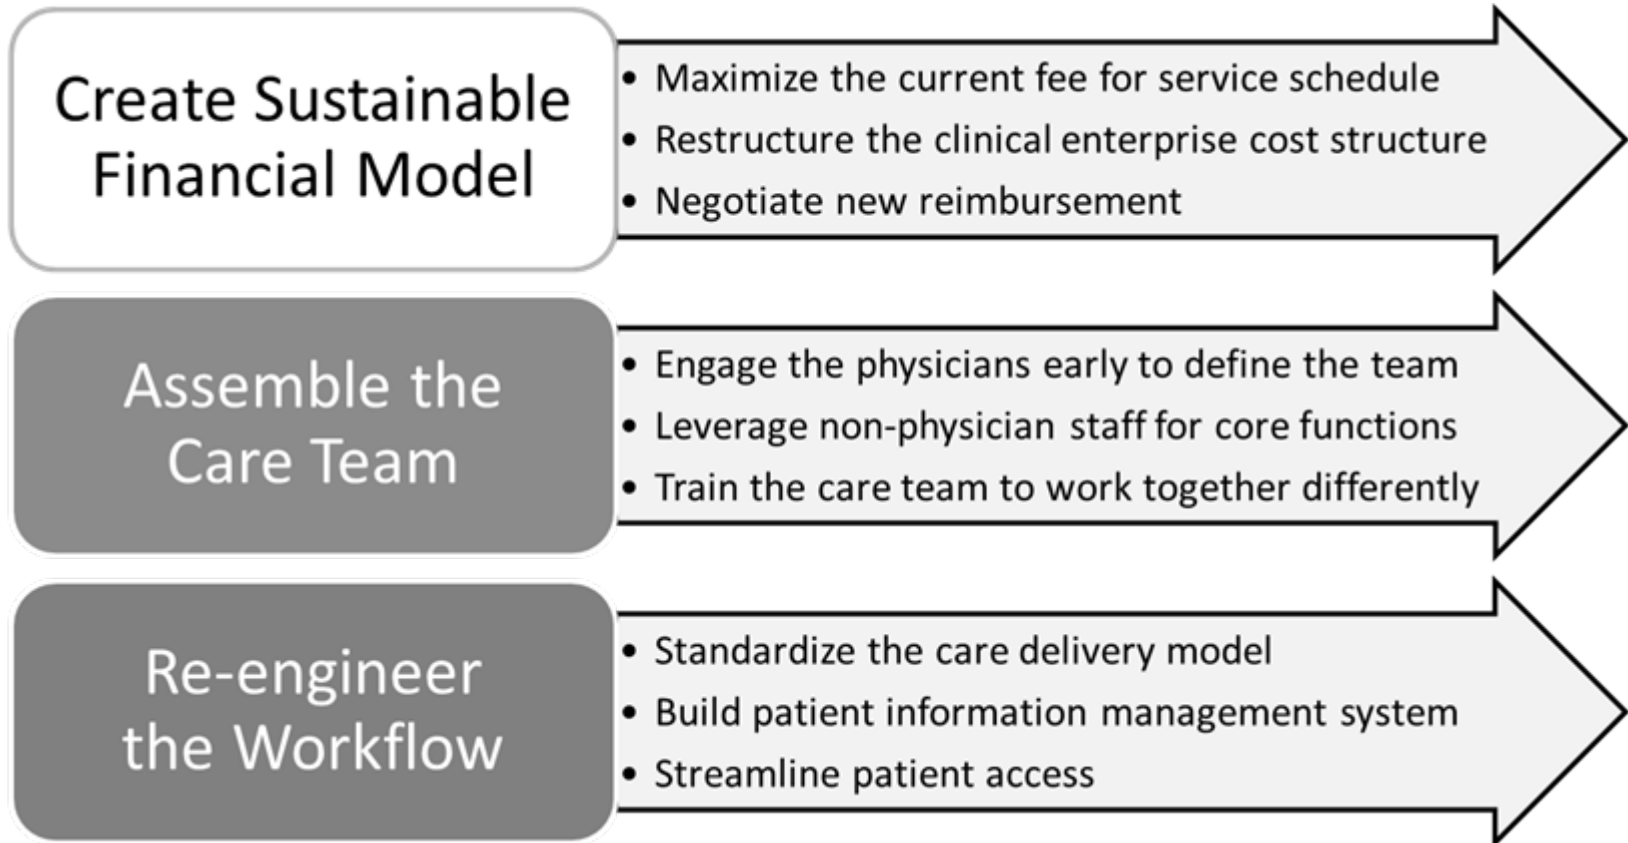 Create Sustainable
Financial Model
• Maximize the current fee for service schedule
• Restructure the clinical enterprise cost structure
• Negotiate new reimbursement
Assemble the
Care Team
• Engage the physicians early to define the team
• Leverage non-physician staff for core functions
• Train the care team to work together differently
Re-engineer
the Workflow
• Standardize the care delivery model
• Build patient information management system
• Streamline patient access